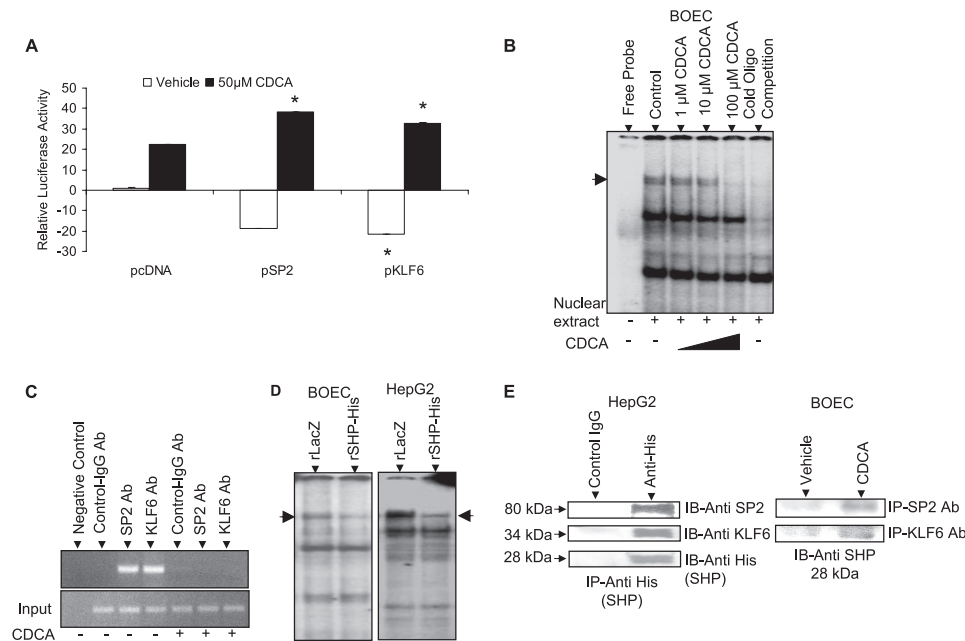 A
Vehicle 50µM CDCA
Relative Luciferase Activity
50
40
30
20
10
0
-10
-20
-30
* * *
pcDNA pSP2 pKLF6
B
BOEC
Free Probe
Control
1 µM CDCA
10 µM CDCA
100 µM CDCA
Cold Oligo
Competition
Nuclear
extract - + + + + +
CDCA - - -
C
Negative Control
Control-IgG Ab
SP2 Ab
KLF6 Ab
Control-IgG Ab
SP2 Ab
KLF6 Ab
Input
CDCA - - - - + + +
D
BOEC HepG2
rLacZ
rSHP-His
rLacZ
rSHP-His
E
HepG2
Control IgG
Anti-His
80 kDa IB-Anti SP2
34 kDa IB-Anti KLF6
28 kDa IB-Anti His
(SHP)
IP-Anti His
(SHP)
BOEC
Vehicle
CDCA
IP-SP2 Ab
IP-KLF6 Ab
IB-Anti SHP
28 kDa